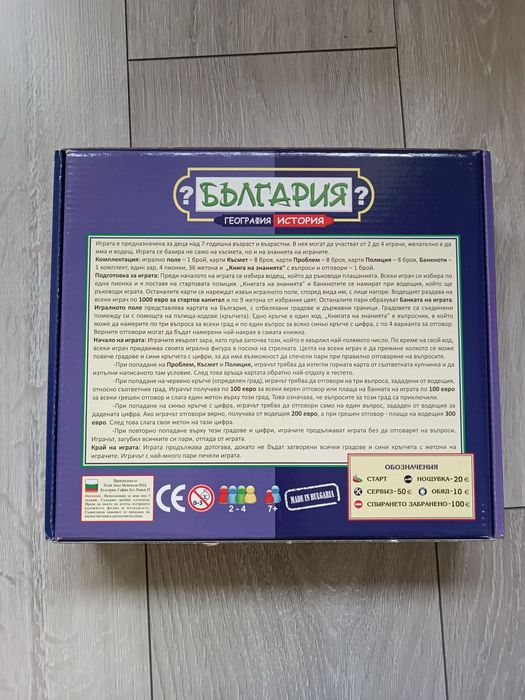 ? БЪЛГАРИЯ ?
ГЕОГРАФИЯ ИСТОРИЯ
Играта е предназначена за деца над 7-годишна възраст и възрастни. В нея могат да участват от 2 до 4 играчи, желателно е да
има и водещ. Играта се базира не само на късмета, но и на знанията на играчите.
Комплектация: игрално поле – 1 брой, карти Късмет – 8 броя, карти Проблем – 8 броя, карти Полиция – 8 броя, Банкноти –
1 комплект, един зар, 4 пионки, 36 жетона и „Книга на знанията" с въпроси и отговори – 1 брой.
Подготовка за играта: Преди началото на играта се избира водещ, който да ръководи плащанията. Всеки играч си избира по
една пионка и я поставя на стартовата позиция. „Книгата на знанията" и банкнотите се намират при водещия, който ще
ръководи играта. Останалите карти се нареждат извън игралното поле, според вида им, с лице нагоре. Водещият раздава на
всеки играч по 1000 евро за стартов капитал и по 9 жетона от избрания цвят. Останалите пари образуват Банката на играта.
Игралното поле представлява картата на България, с отбелязани градове и държавни граници. Градовете са съединени
помежду си с помощта на пътища-ходове (кръгчета). Едно кръгче е един ход. „Книгата на знанията" е въпросник, в който
може да намерите по три въпроса за всеки град и по един въпрос за всяко синьо кръгче с цифра, с по 4 варианта за отговор.
Верните отговори могат да бъдат намерени най-накрая в самата книжка.
Начало на играта: Играчите хвърлят зара, като пръв започва този, който е хвърлил най-голямото число. По време на свой ход,
всеки играч придвижва своята игрална фигура в посока на стрелката. Целта на всеки играч е да премине колкото се може
повече градове и сини кръгчета с цифри, за да има възможност да спечели пари при правилно отговаряне на въпросите.
-При попадане на Проблем, Късмет и Полиция, играчът трябва да изтегли горната карта от съответната купчинка и да
изпълни написаното там условие. След това връща картата обратно най-отдолу в тестето.
-При попадане на червено кръгче (определен град), играчът трябва да отговори на три въпроса, зададени от водещия,
относно съответния град. Играчът получава по 100 евро за всеки верен отговор или плаща на банката на играта по 100 евро
за всеки грешен отговор и слага един жетон върху този град. Това означава, че въпросите за този град са приключили.
-При попадане на синьо кръгче с цифра, играчът трябва да отговори само на един въпрос, зададен от водещия за
дадената цифра. Ако играчът отговори вярно, получава от водещия 200 евро, а при грешен отговор - плаща на водещия 300
евро. След това слага своя жетон на тази цифра.
-При повторно попадане върху тези градове и цифри, играчите продължават играта без да отговарят на въпроси.
Играчът, загубил всичките си пари, отпада от играта.
Край на играта: Играта продължава дотогава, докато не бъдат затворени всички градове и сини кръгчета с жетони на
играчите. Играчът с най-много пари печели играта.
ОБОЗНАЧЕНИЯ
СТАРТ НОЩУВКА-20 €
СЕРВИЗ-50 € ОБЯД-10 €
СПИРАНЕТО ЗАБРАНЕНО-100 €
CE
2 - 4
7+
MADE IN BULGARIA